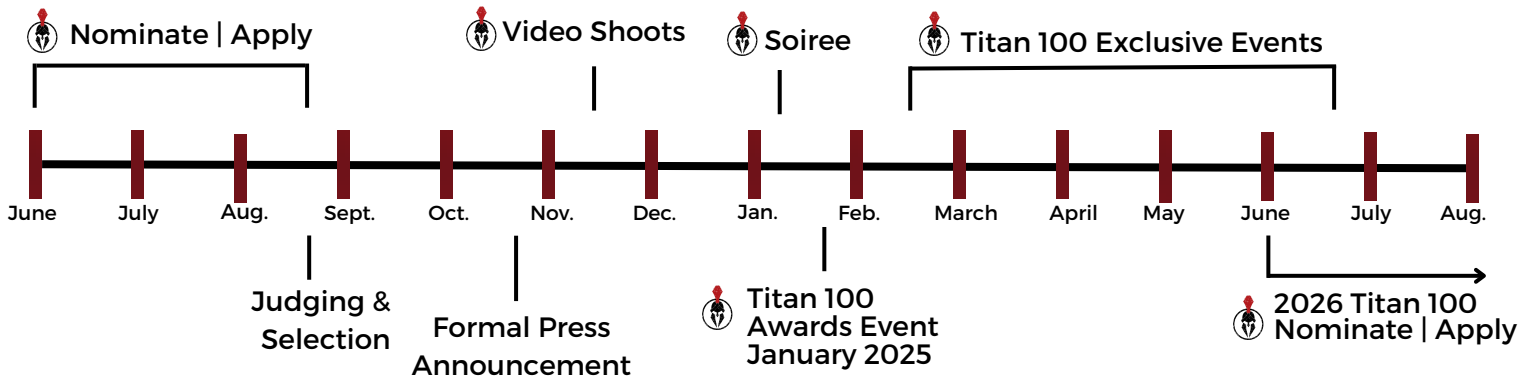 Nominate | Apply
Video Shoots
Soiree
Titan 100 Exclusive Events
June
July
Aug.
Sept.
Oct.
Nov.
Dec.
Jan.
Feb.
March
April
May
June
July
Aug.
Judging &
Selection
Formal Press
Announcement
Titan 100
Awards Event
January 2025
2026 Titan 100
Nominate | Apply